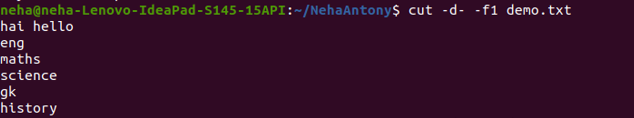 neha@neha-Lenovo-IdeaPad-S145-15API:~/NehaAntony$ cut -d- -f1 demo.txt
hai hello
eng
maths
science
gk
history